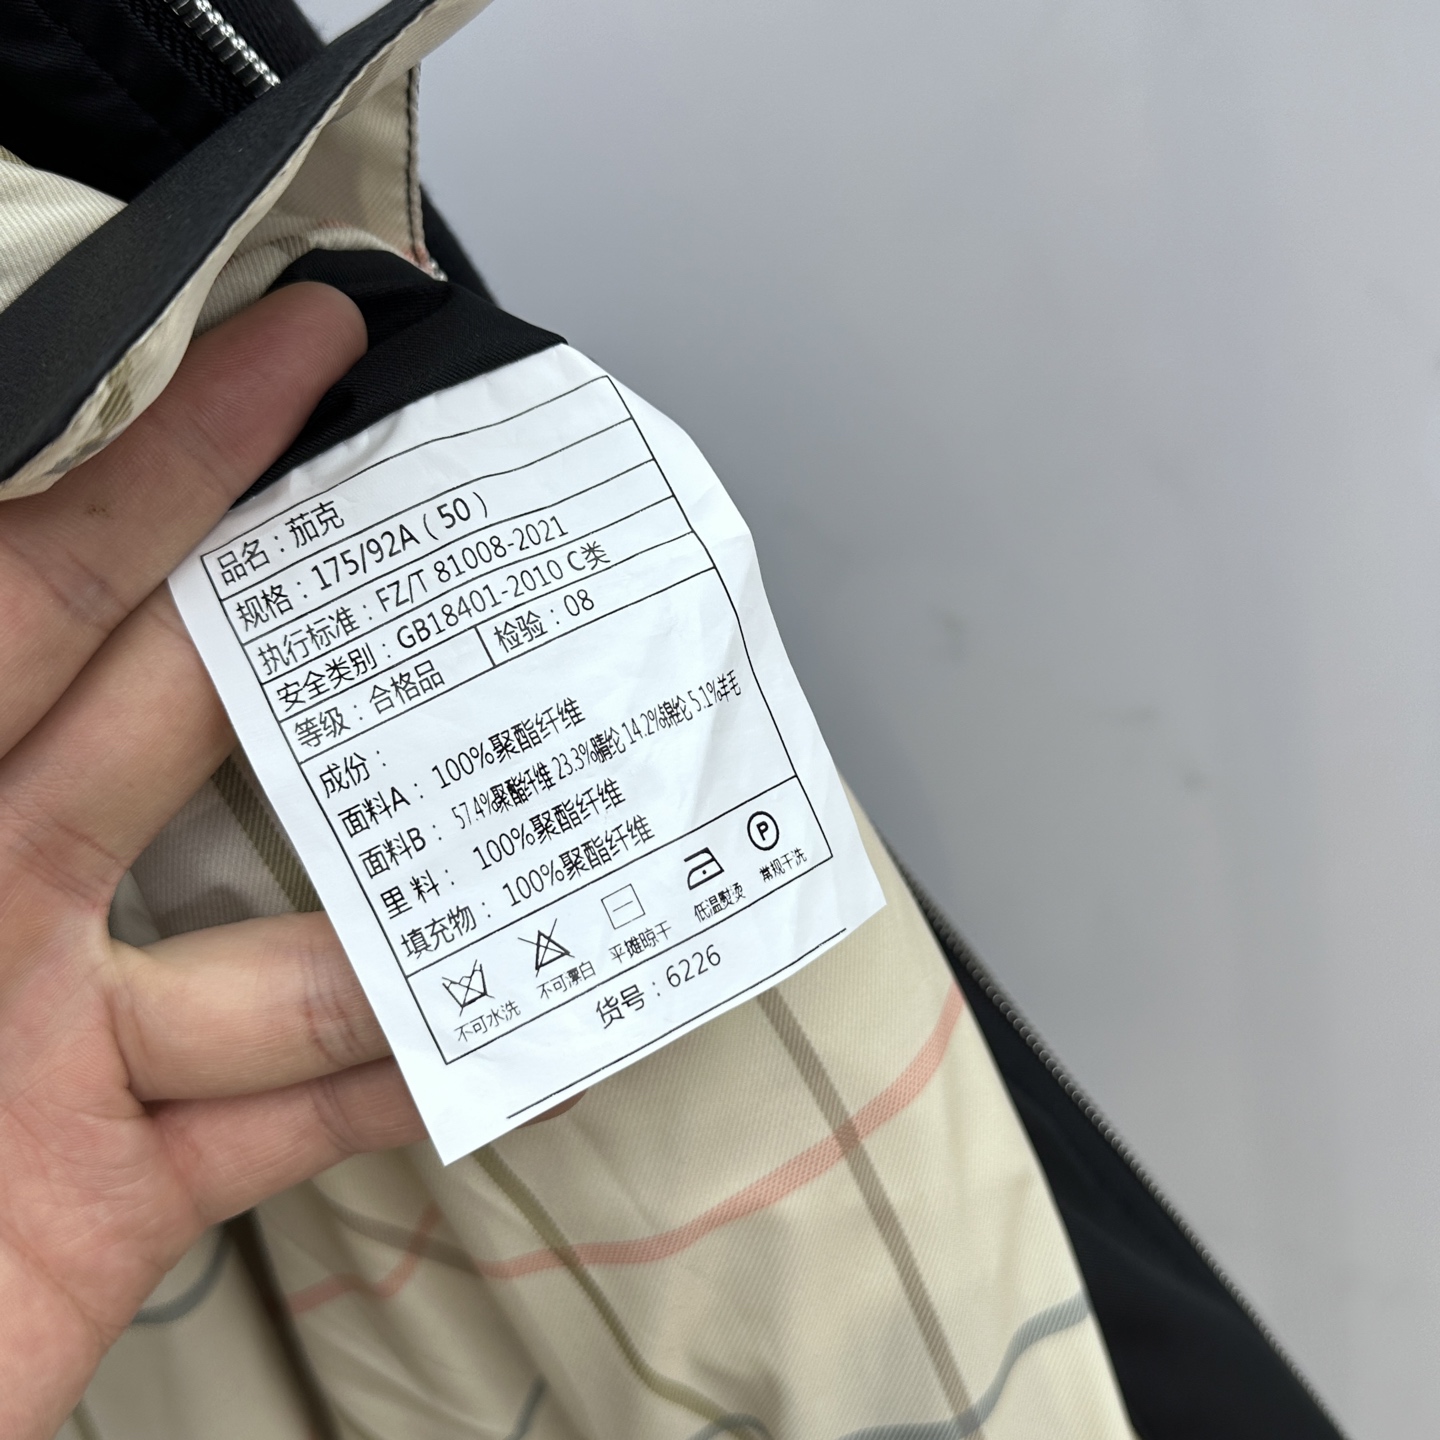 品名：茄克
规格：175/92A（50）
执行标准：FZ/T 81008-2021
安全类别：GB18401-2010 C类
等级：合格品 检验：08
成份：
面料A：100%聚酯纤维
面料B：57.4%聚酯纤维 23.3%腈纶 14.2%锦纶 5.1%羊毛
里 料：100%聚酯纤维
填充物：100%聚酯纤维
P
不可水洗 不可漂白 平摊晾干 低温熨烫 常规干洗
货号：6226